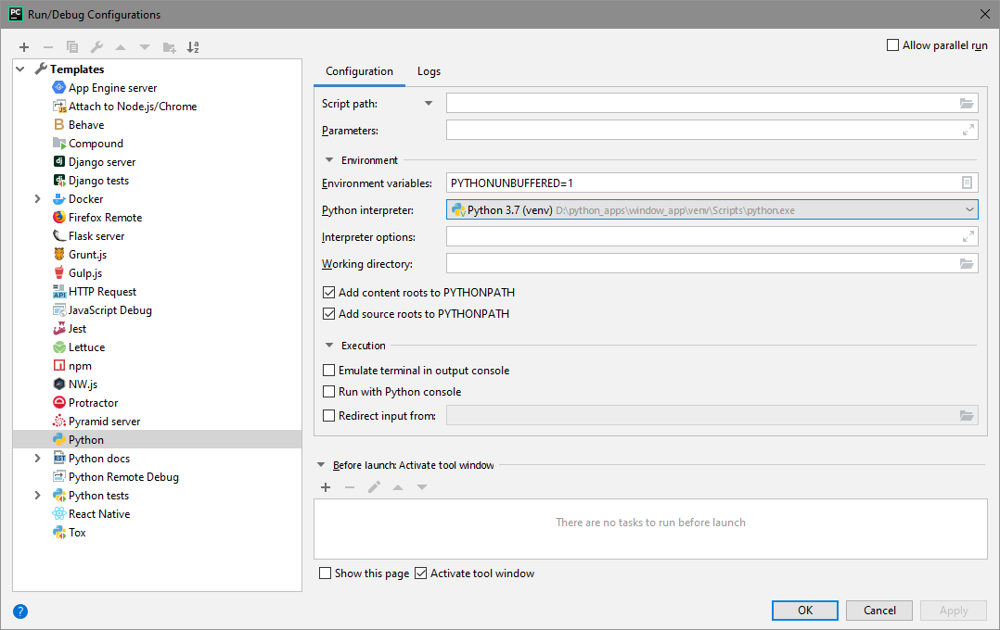 PC Run/Debug Configurations
Allow parallel run
Templates
App Engine server
Attach to Node.js/Chrome
Behave
Compound
Django server
Django tests
Docker
Firefox Remote
Flask server
Grunt.js
Gulp.js
HTTP Request
JavaScript Debug
Jest
Lettuce
npm
NW.js
Protractor
Pyramid server
Python
Python docs
Python Remote Debug
Python tests
React Native
Tox
Configuration Logs
Script path:
Parameters:
Environment
Environment variables: PYTHONUNBUFFERED=1
Python interpreter: Python 3.7 (venv) D:\python_apps\window_app\venv\Scripts\python.exe
Interpreter options:
Working directory:
Add content roots to PYTHONPATH
Add source roots to PYTHONPATH
Execution
Emulate terminal in output console
Run with Python console
Redirect input from:
Before launch: Activate tool window
There are no tasks to run before launch
Show this page Activate tool window
? OK Cancel Apply